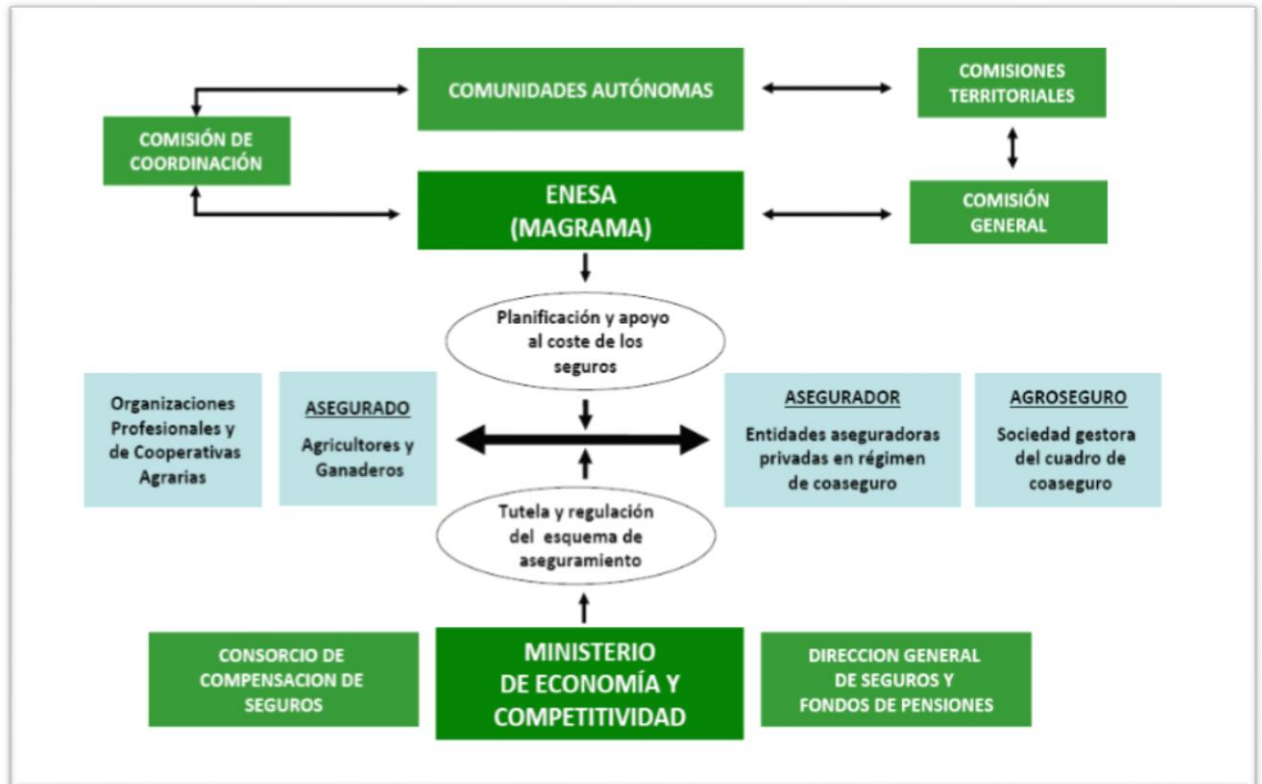 COMUNIDADES AUTÓNOMAS
COMISIONES
TERRITORIALES
COMISIÓN DE
COORDINACIÓN
ENESA
(MAGRAMA)
COMISIÓN
GENERAL
Planificación y apoyo
al coste de los
seguros
Organizaciones
Profesionales y
de Cooperativas
Agrarias
ASEGURADO
Agricultores y
Ganaderos
ASEGURADOR
Entidades aseguradoras
privadas en régimen
de coaseguro
AGROSEGURO
Sociedad gestora
del cuadro de
coaseguro
Tutela y regulación
del esquema de
aseguramiento
CONSORCIO DE
COMPENSACION DE
SEGUROS
MINISTERIO
DE ECONOMÍA Y
COMPETITIVIDAD
DIRECCION GENERAL
DE SEGUROS Y
FONDOS DE PENSIONES